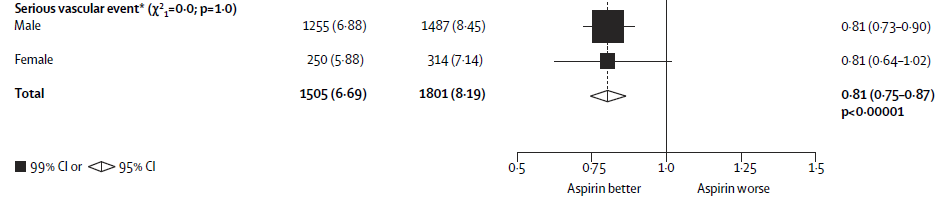 Serious vascular event* (χ²₁=0·0; p=1·0)
Male 1255 (6·88) 1487 (8·45) 0·81 (0·73–0·90)
Female 250 (5·88) 314 (7·14) 0·81 (0·64–1·02)
Total 1505 (6·69) 1801 (8·19) 0·81 (0·75–0·87)
p<0·00001
99% CI or 95% CI
0·5 0·75 1·0 1·25 1·5
Aspirin better Aspirin worse